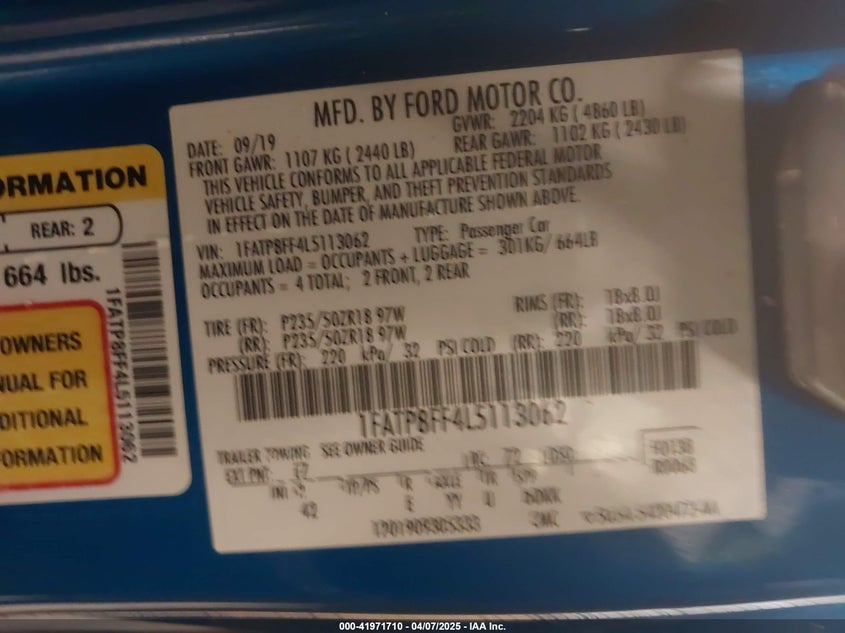 ORMATION
REAR: 2
664 lbs.
OWNERS
NUAL FOR
DITIONAL
FORMATION
1FATP8FF4L5113062
MFD. BY FORD MOTOR CO.
DATE: 09/19
GVWR: 2204 KG ( 4860 LB)
FRONT GAWR: 1107 KG ( 2440 LB)
REAR GAWR: 1102 KG ( 2430 LB)
THIS VEHICLE CONFORMS TO ALL APPLICABLE FEDERAL MOTOR
VEHICLE SAFETY, BUMPER, AND THEFT PREVENTION STANDARDS
IN EFFECT ON THE DATE OF MANUFACTURE SHOWN ABOVE.
VIN: 1FATP8FF4L5113062 TYPE: Passenger Car
MAXIMUM LOAD = OCCUPANTS + LUGGAGE = 301KG/ 664LB
OCCUPANTS = 4 TOTAL; 2 FRONT, 2 REAR
TIRE (FR): P235/50ZR18 97W RIMS (FR): 18x8.0J
(RR): P235/50ZR18 97W (RR): 18x8.0J
PRESSURE (FR): 220 kPa/ 32 PSI COLD (RR): 220 kPa/ 32 PSI COLD
1FATP8FF4L5113062
TRAILER TOWING SEE OWNER GUIDE
EXT PNT:
42 E YY U
000-41971710 - 04/07/2025 - IAA Inc.